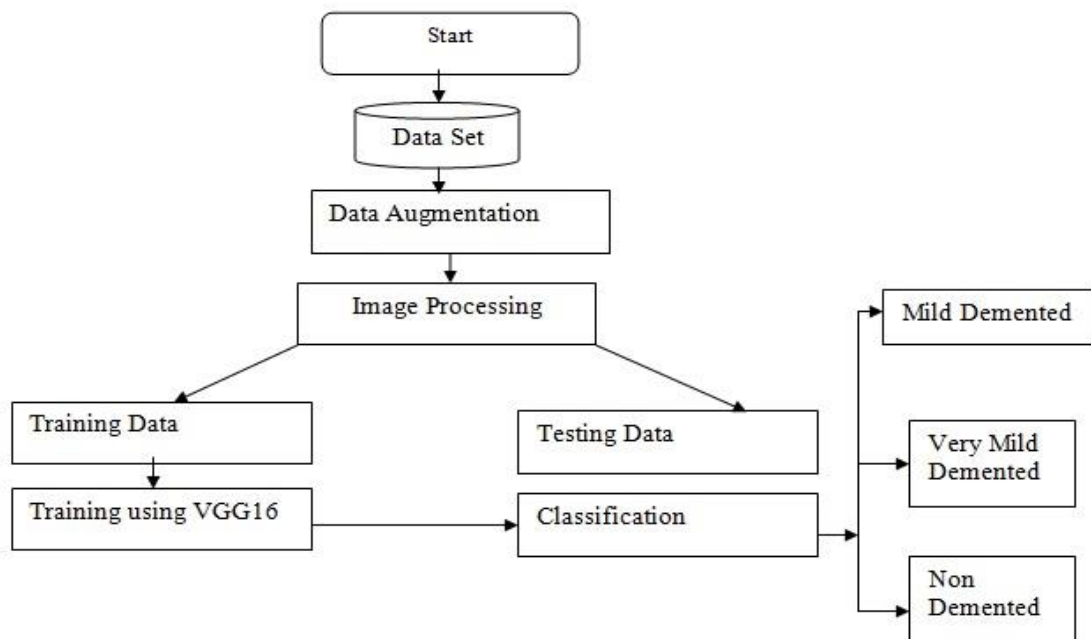 Start
Data Set
Data Augmentation
Image Processing
Mild Demented
Training Data
Testing Data
Very Mild
Demented
Training using VGG16
Classification
Non
Demented